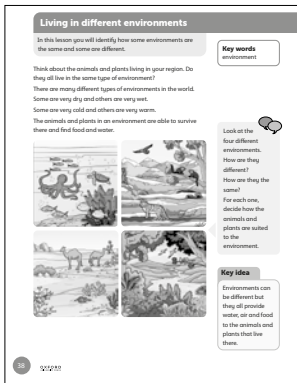 Living in different environments
In this lesson you will identify how some environments are
the same and some are different.
Key words
environment
Think about the animals and plants living in your region. Do
they all live in the same type of environment?
There are many different types of environments in the world.
Some are very dry and others are very wet.
Some are very cold and others are very warm.
The animals and plants in an environment are able to survive
there and find food and water.
Look at the
four different
environments.
How are they
different?
How are they the
same?
For each one,
decide how the
animals and
plants are suited
to the
environment.
Key idea
Environments can
be different but
they all provide
water, air and food
to the animals and
plants that live
there.
38
OXFORD